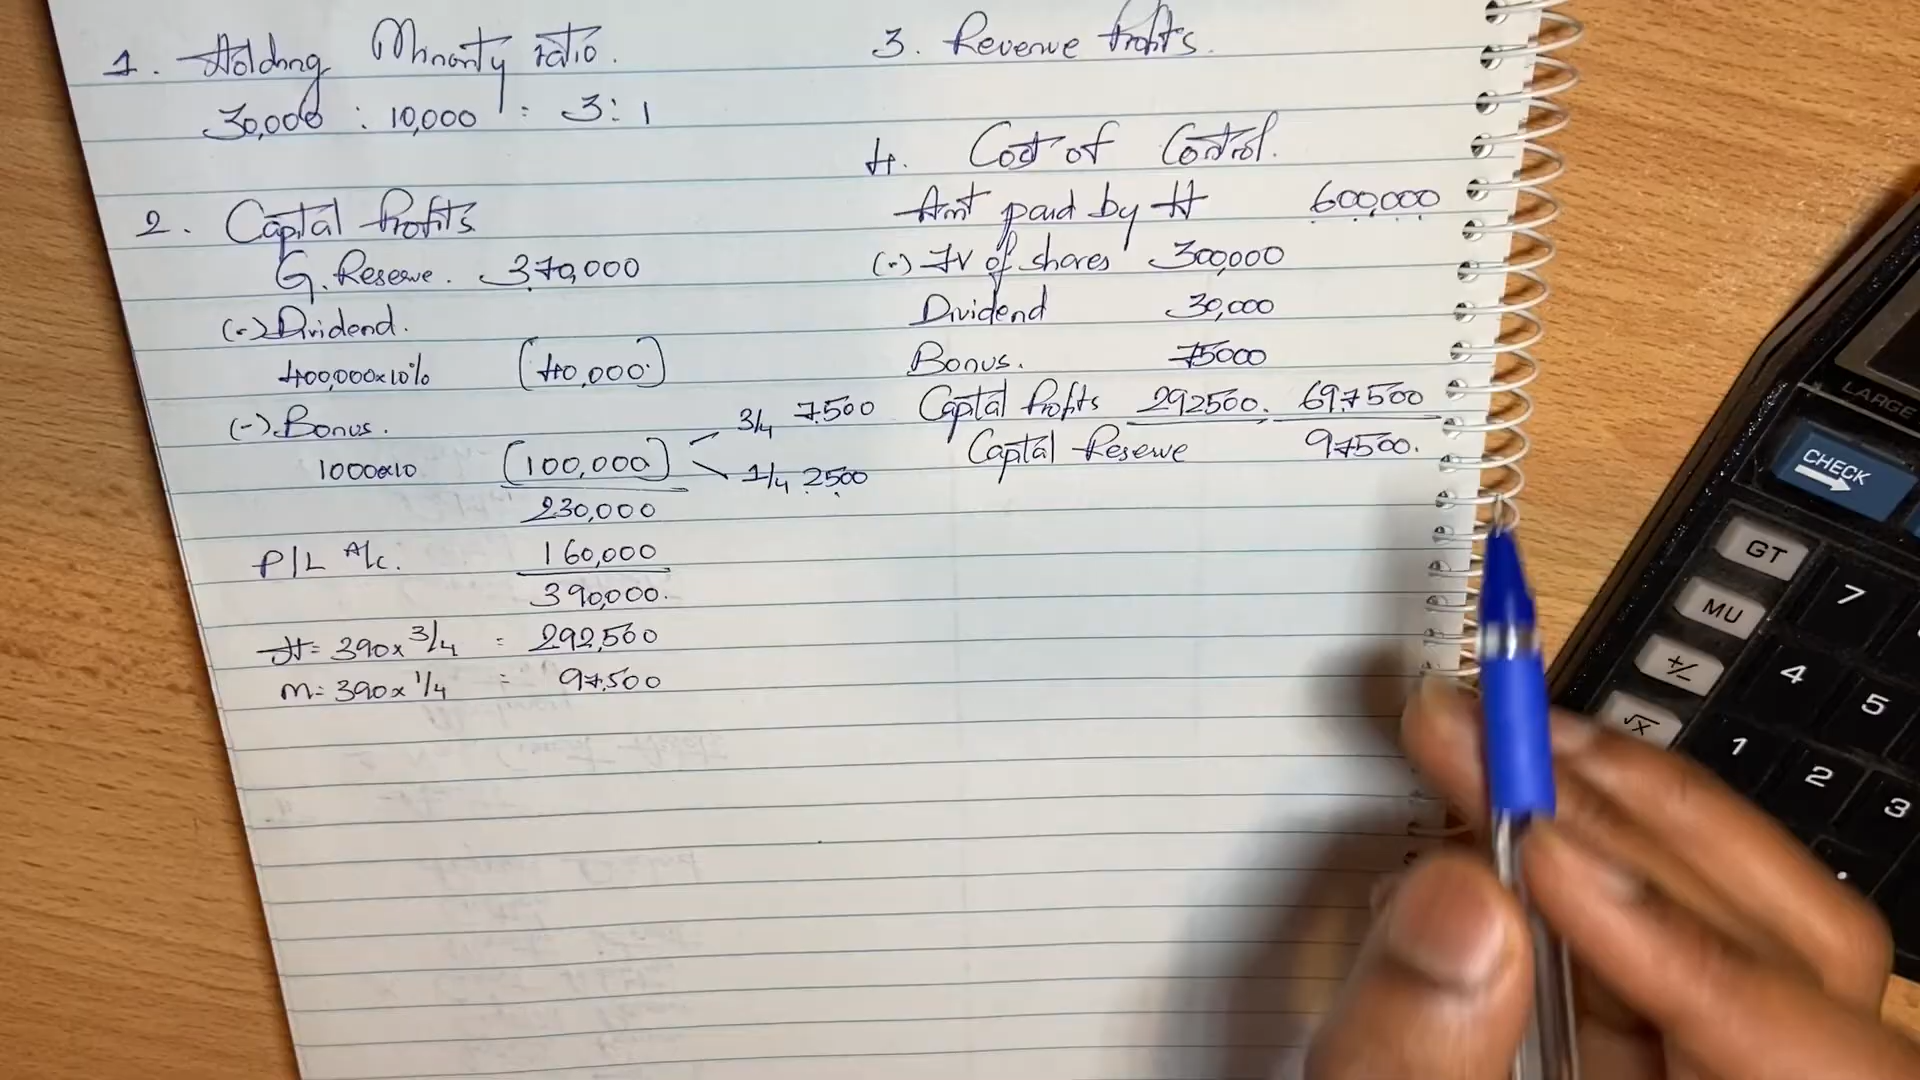 1. Holding Minority ratio.
30,000 : 10,000 = 3:1
2. Capital Profits
G. Reserve. 370,000
(-) Dividend.
400,000x10% (40,000)
(-) Bonus.
10000x10 (100,000)
3/4 7500
1/4 2500
230,000
P/L A/c. 160,000
390,000.
H= 390x3/4 = 292,500
m= 390x1/4 = 97,500
3. Revenue Profits.
4. Cost of Control.
Amt paid by H 600,000
(-) FV of shares 300,000
Dividend 30,000
Bonus. 75000
Capital Profits 292500. 697500
Capital Reserve 97500.
LARGE
CHECK
GT
MU
+/-
√x
7
4
5
1
2
3